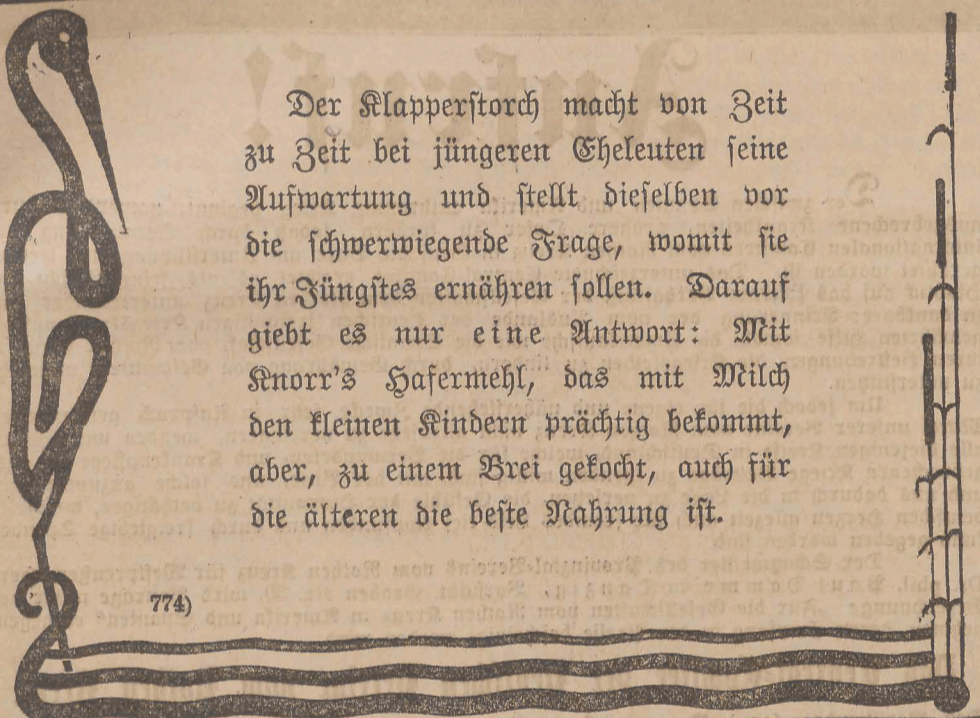 Der Klapperstorch macht von Zeit
zu Zeit bei jüngeren Eheleuten seine
Aufwartung und stellt dieselben vor
die schwerwiegende Frage, womit sie
ihr Jüngstes ernähren sollen. Darauf
giebt es nur eine Antwort: Mit
Knorr's Hafermehl, das mit Milch
den kleinen Kindern prächtig bekommt,
aber, zu einem Brei gekocht, auch für
die älteren die beste Nahrung ist.
774)